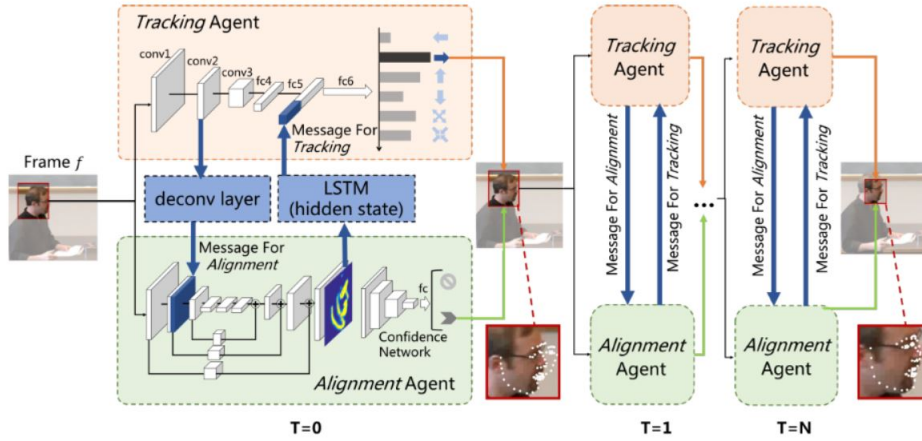 Tracking Agent
conv1
conv2
conv3
fc4
fc5
fc6
Message For
Tracking
Frame f
deconv layer
LSTM
(hidden state)
Message For
Alignment
fc
Confidence
Network
Alignment Agent
T=0
Tracking
Agent
Message For Alignment
Message For Tracking
...
Alignment
Agent
T=1
Tracking
Agent
Message For Alignment
Message For Tracking
Alignment
Agent
T=N